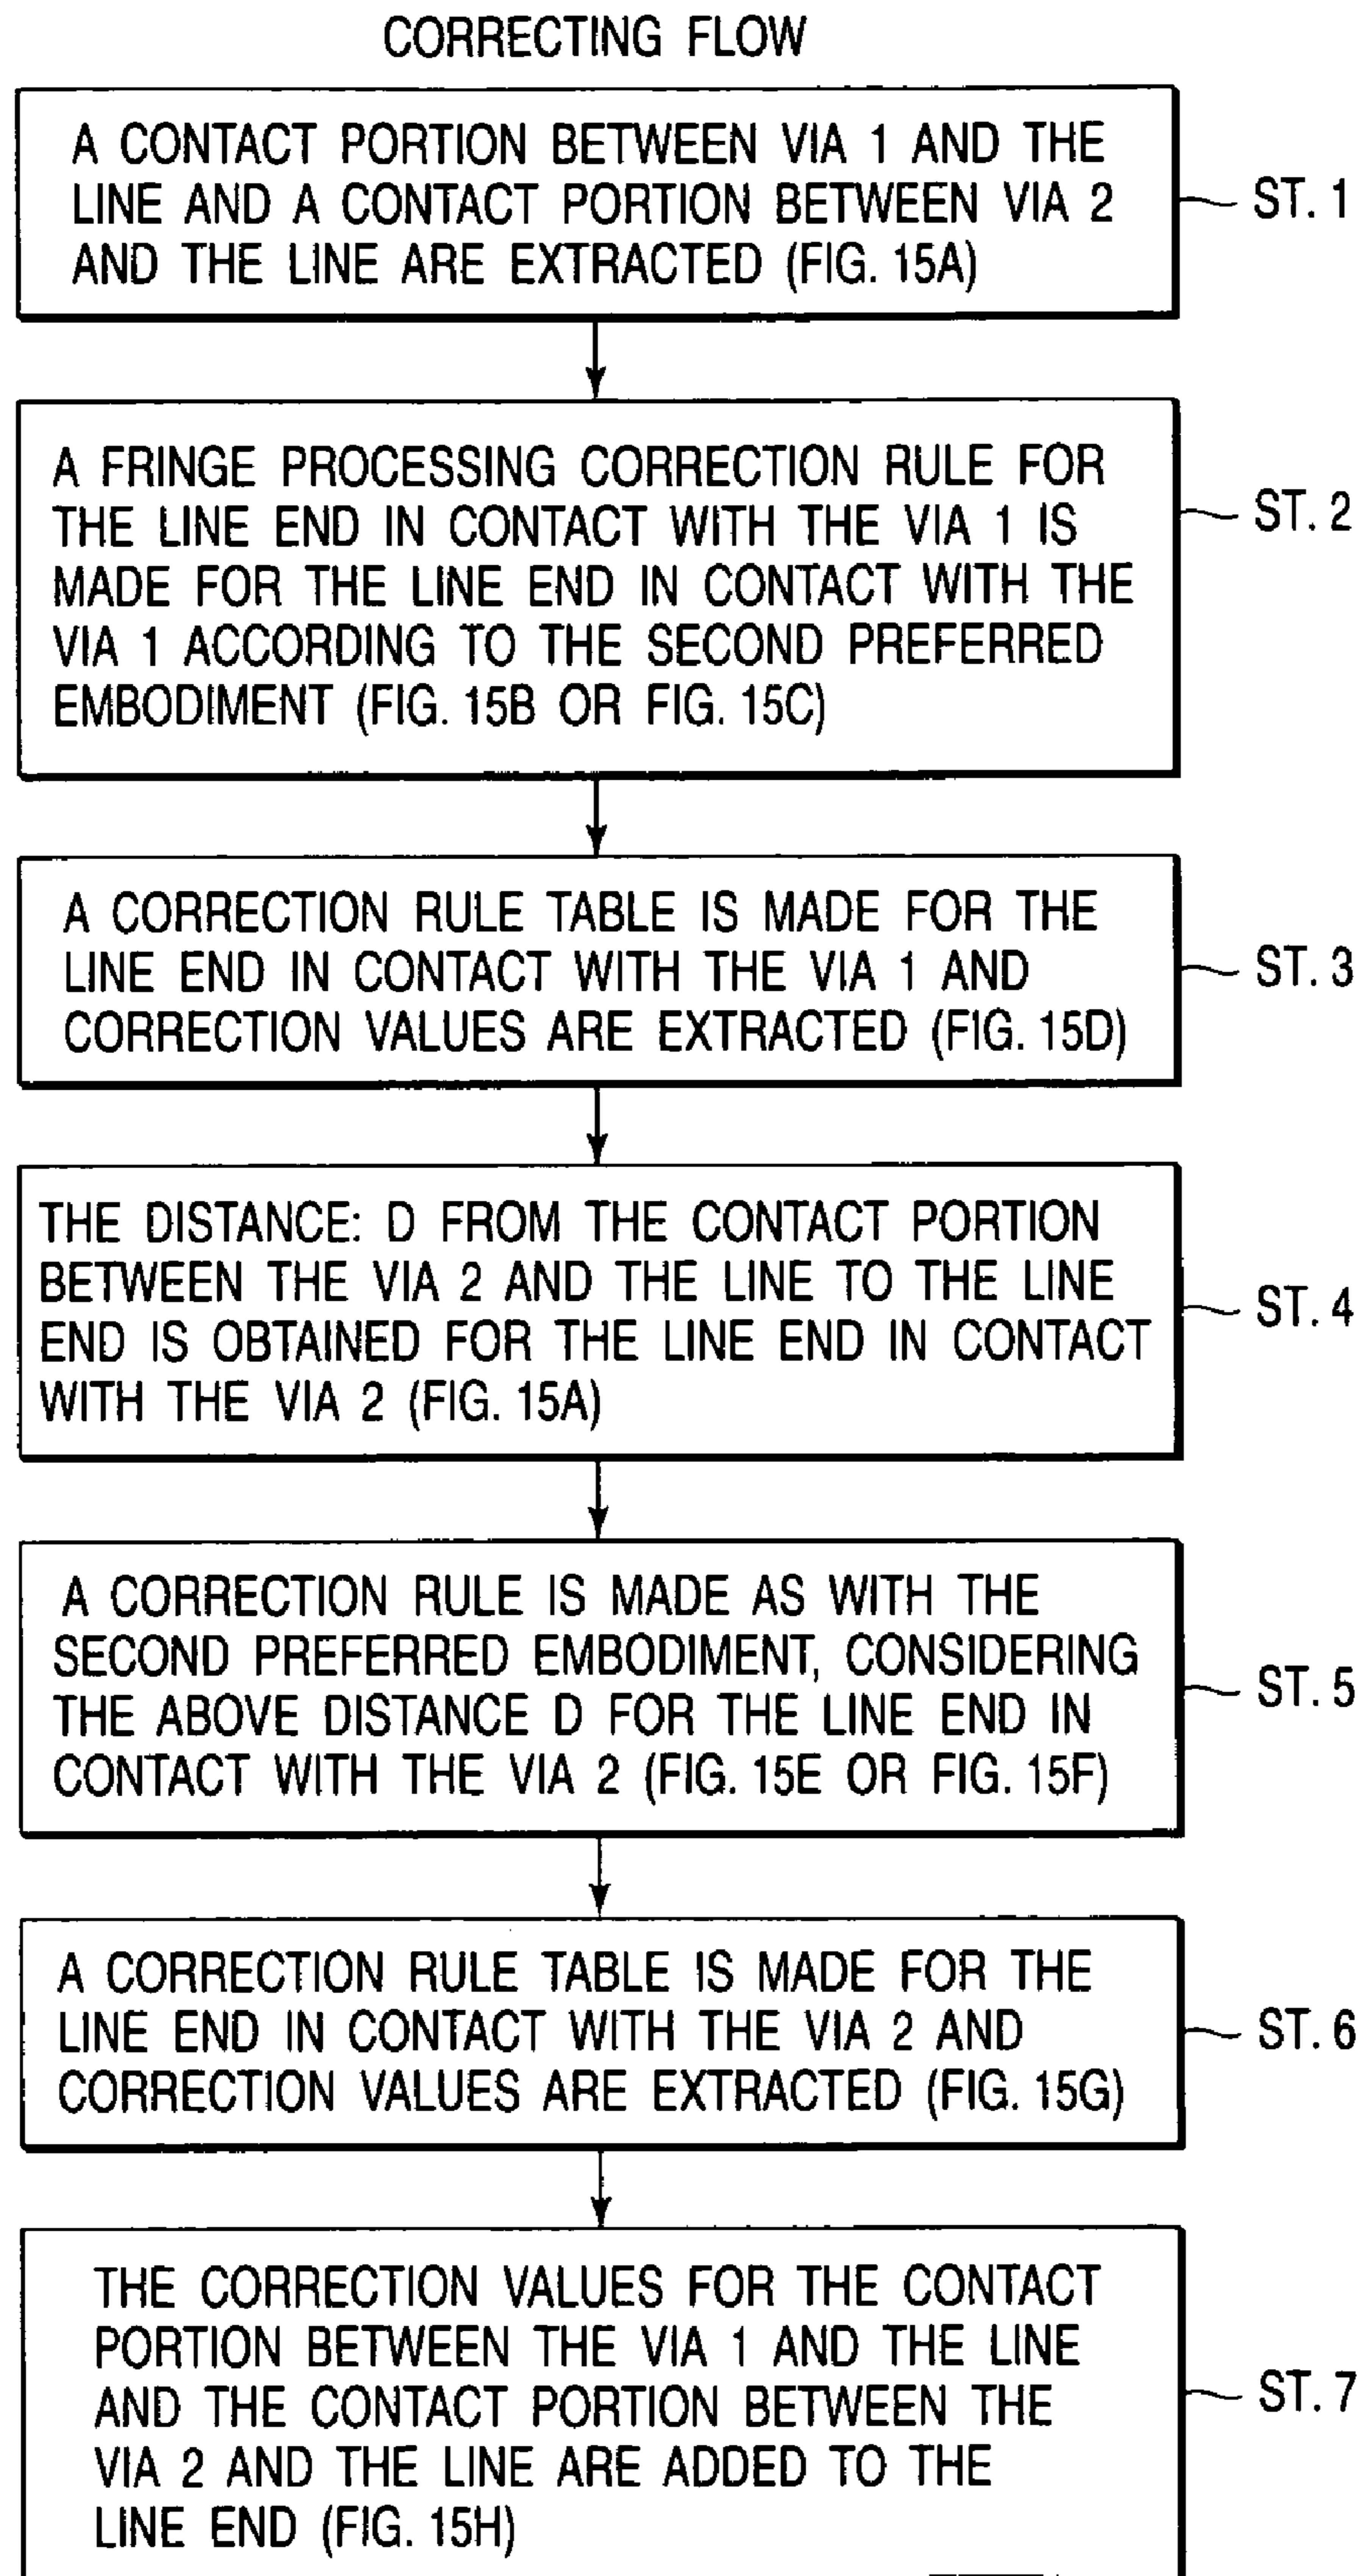 CORRECTING FLOW
A CONTACT PORTION BETWEEN VIA 1 AND THE
LINE AND A CONTACT PORTION BETWEEN VIA 2
AND THE LINE ARE EXTRACTED (FIG. 15A)
ST. 1
A FRINGE PROCESSING CORRECTION RULE FOR
THE LINE END IN CONTACT WITH THE VIA 1 IS
MADE FOR THE LINE END IN CONTACT WITH THE
VIA 1 ACCORDING TO THE SECOND PREFERRED
EMBODIMENT (FIG. 15B OR FIG. 15C)
ST. 2
A CORRECTION RULE TABLE IS MADE FOR THE
LINE END IN CONTACT WITH THE VIA 1 AND
CORRECTION VALUES ARE EXTRACTED (FIG. 15D)
ST. 3
THE DISTANCE: D FROM THE CONTACT PORTION
BETWEEN THE VIA 2 AND THE LINE TO THE LINE
END IS OBTAINED FOR THE LINE END IN CONTACT
WITH THE VIA 2 (FIG. 15A)
ST. 4
A CORRECTION RULE IS MADE AS WITH THE
SECOND PREFERRED EMBODIMENT, CONSIDERING
THE ABOVE DISTANCE D FOR THE LINE END IN
CONTACT WITH THE VIA 2 (FIG. 15E OR FIG. 15F)
ST. 5
A CORRECTION RULE TABLE IS MADE FOR THE
LINE END IN CONTACT WITH THE VIA 2 AND
CORRECTION VALUES ARE EXTRACTED (FIG. 15G)
ST. 6
THE CORRECTION VALUES FOR THE CONTACT
PORTION BETWEEN THE VIA 1 AND THE LINE
AND THE CONTACT PORTION BETWEEN THE
VIA 2 AND THE LINE ARE ADDED TO THE
LINE END (FIG. 15H)
ST. 7